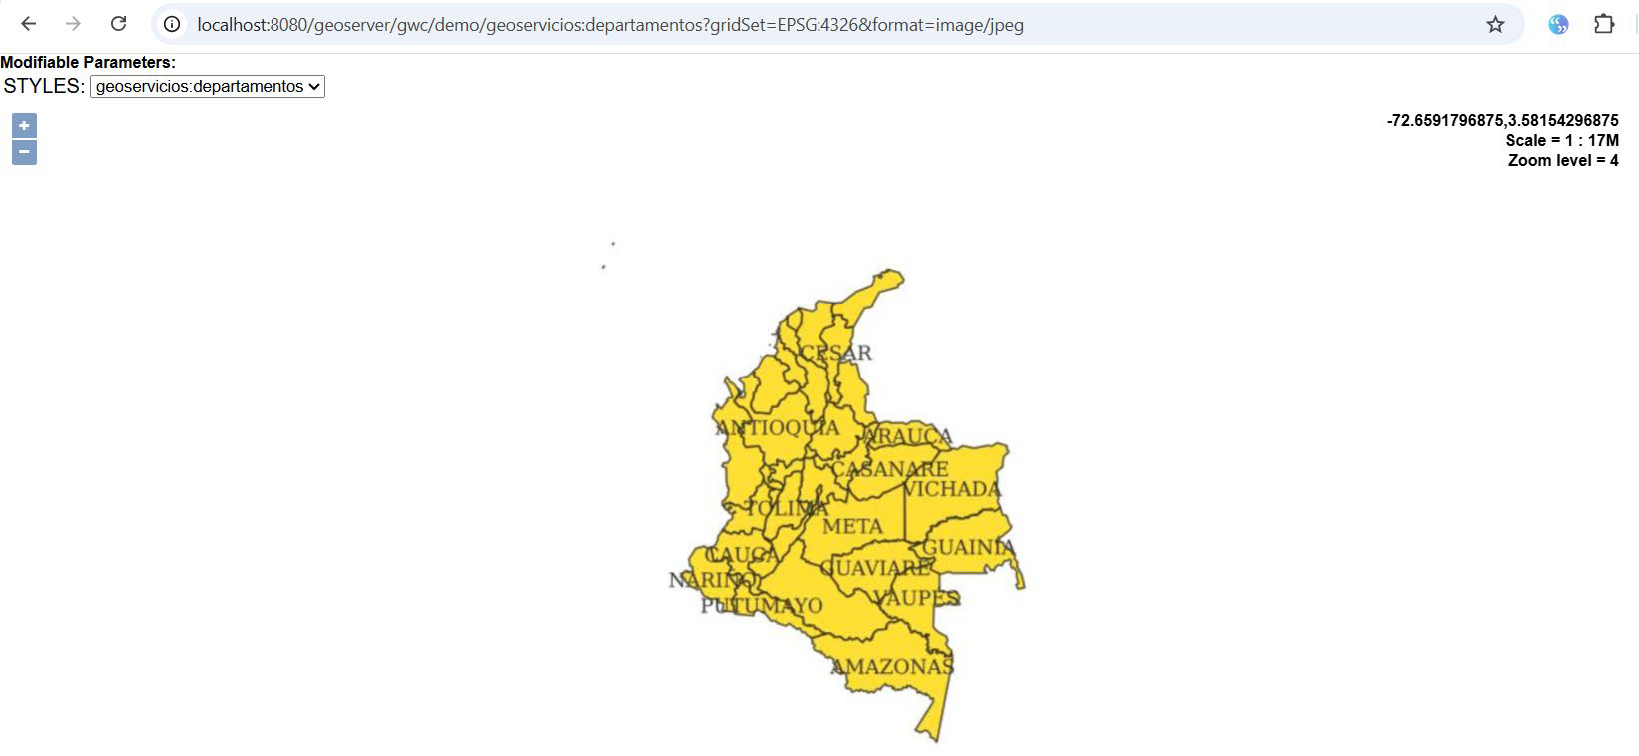 localhost:8080/geoserver/gwc/demo/geoservicios:departamentos?gridSet=EPSG:4326&format=image/jpeg
Modifiable Parameters:
STYLES: geoservicios:departamentos
+
−
-72.6591796875,3.58154296875
Scale = 1 : 17M
Zoom level = 4
CESAR
ANTIOQUIA
ARAUCA
CASANARE
VICHADA
TOLIMA
META
GUAINIA
CAUCA
GUAVIARE
NARIÑO
VAUPES
PUTUMAYO
AMAZONAS